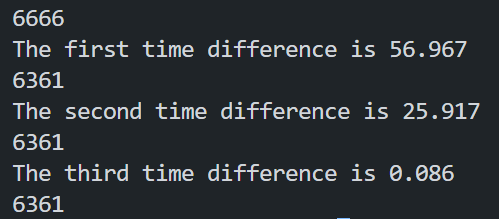 6666
The first time difference is 56.967
6361
The second time difference is 25.917
6361
The third time difference is 0.086
6361